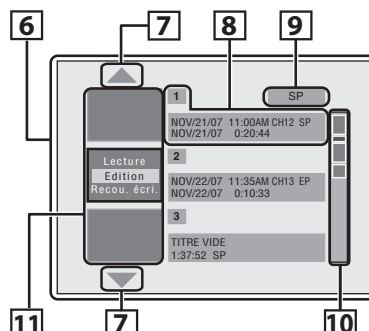 6
7
8
9
SP
1
NOV/21/07 11:00AM CH12 SP
NOV/21/07 0:20:44
Lecture
Edition
Recou. écri.
2
NOV/22/07 11:35AM CH13 EP
NOV/22/07 0:10:33
3
TITRE VIDE
1:37:52 SP
11
7
10